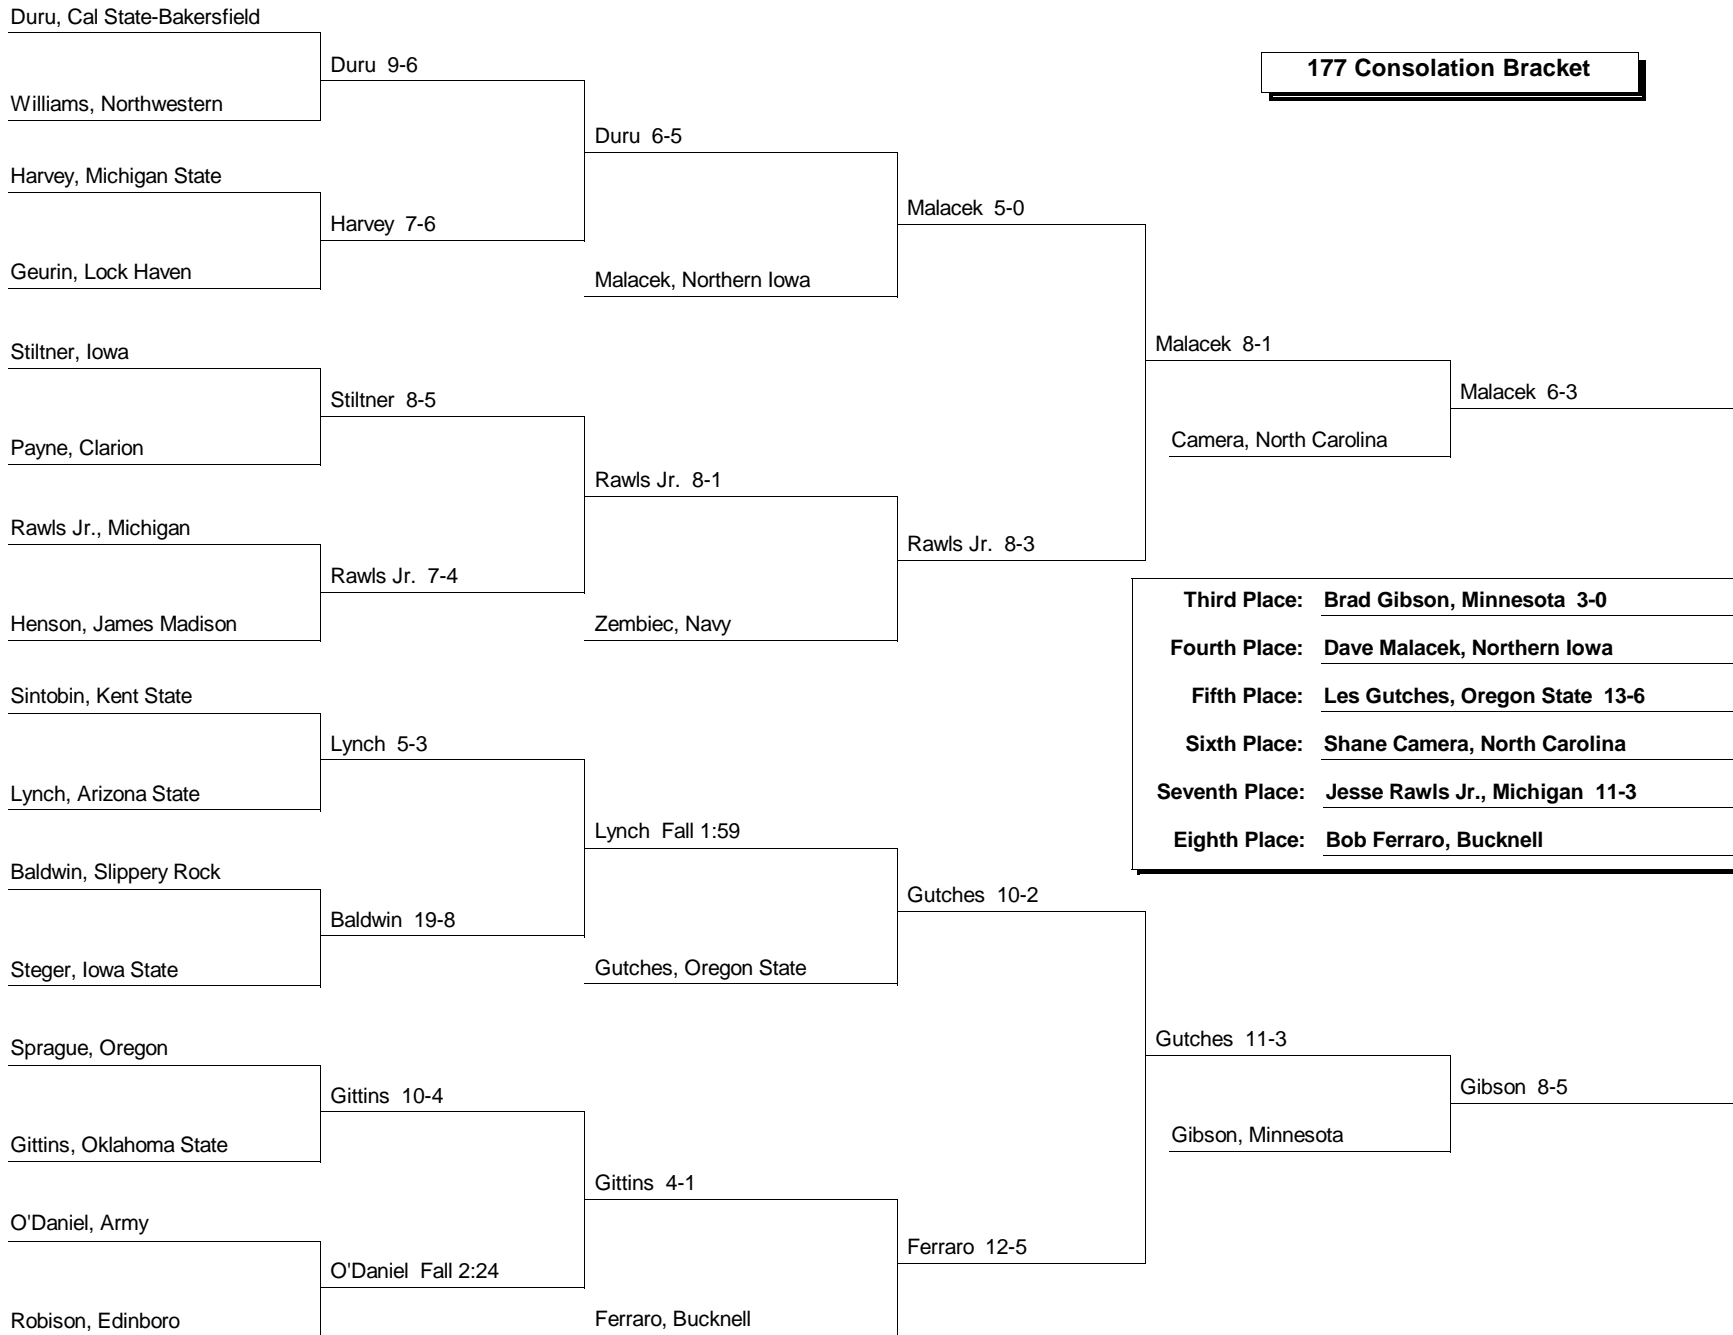 Duru, Cal State-Bakersfield
Duru 9-6
177 Consolation Bracket
Williams, Northwestern
Duru 6-5
Harvey, Michigan State
Malacek 5-0
Harvey 7-6
Geurin, Lock Haven
Malacek, Northern Iowa
Malacek 8-1
Stiltner, Iowa
Malacek 6-3
Stiltner 8-5
Camera, North Carolina
Payne, Clarion
Rawls Jr. 8-1
Rawls Jr., Michigan
Rawls Jr. 8-3
Rawls Jr. 7-4
Third Place: Brad Gibson, Minnesota 3-0
Henson, James Madison
Zembiec, Navy
Fourth Place: Dave Malacek, Northern Iowa
Sintobin, Kent State
Fifth Place: Les Gutches, Oregon State 13-6
Lynch 5-3
Sixth Place: Shane Camera, North Carolina
Lynch, Arizona State
Seventh Place: Jesse Rawls Jr., Michigan 11-3
Lynch Fall 1:59
Eighth Place: Bob Ferraro, Bucknell
Baldwin, Slippery Rock
Gutches 10-2
Baldwin 19-8
Steger, Iowa State
Gutches, Oregon State
Sprague, Oregon
Gutches 11-3
Gittins 10-4
Gibson 8-5
Gittins, Oklahoma State
Gibson, Minnesota
Gittins 4-1
O'Daniel, Army
Ferraro 12-5
O'Daniel Fall 2:24
Robison, Edinboro
Ferraro, Bucknell